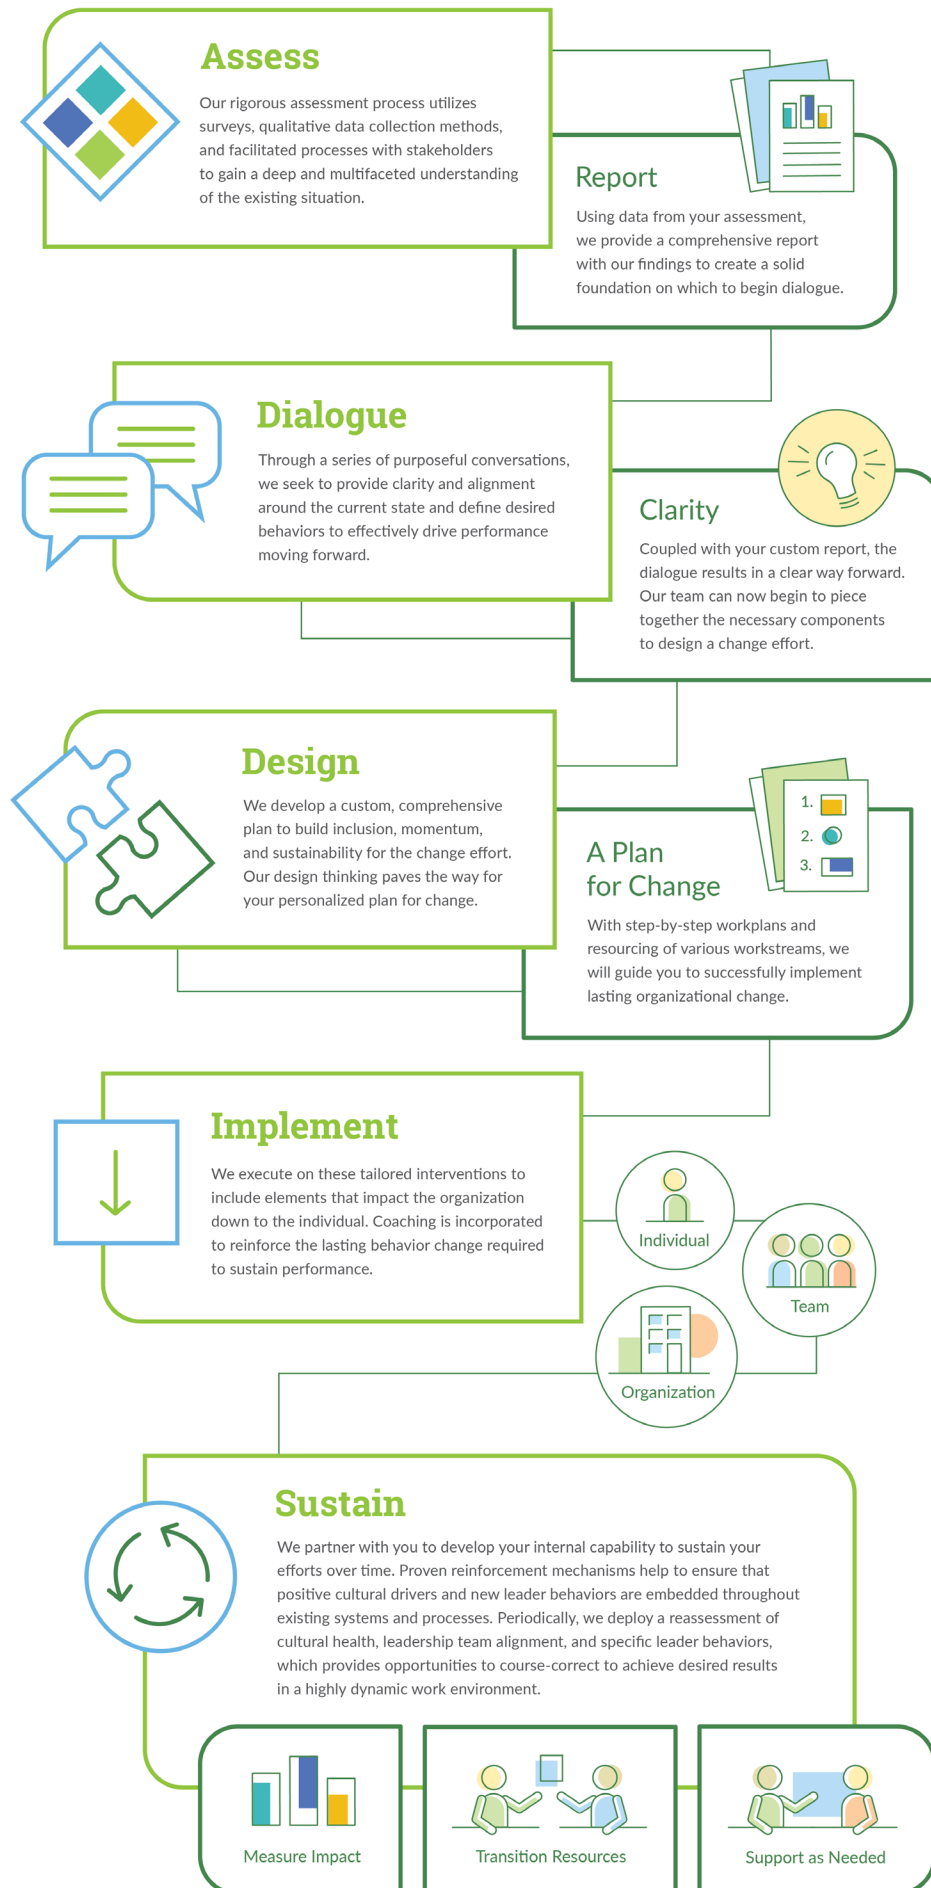 Assess
Our rigorous assessment process utilizes
surveys, qualitative data collection methods,
and facilitated processes with stakeholders
to gain a deep and multifaceted understanding
of the existing situation.
Report
Using data from your assessment,
we provide a comprehensive report
with our findings to create a solid
foundation on which to begin dialogue.
Dialogue
Through a series of purposeful conversations,
we seek to provide clarity and alignment
around the current state and define desired
behaviors to effectively drive performance
moving forward.
Clarity
Coupled with your custom report, the
dialogue results in a clear way forward.
Our team can now begin to piece
together the necessary components
to design a change effort.
Design
We develop a custom, comprehensive
plan to build inclusion, momentum,
and sustainability for the change effort.
Our design thinking paves the way for
your personalized plan for change.
1.
2.
3.
A Plan
for Change
With step-by-step workplans and
resourcing of various workstreams, we
will guide you to successfully implement
lasting organizational change.
Implement
We execute on these tailored interventions to
include elements that impact the organization
down to the individual. Coaching is incorporated
to reinforce the lasting behavior change required
to sustain performance.
Individual
Team
Organization
Sustain
We partner with you to develop your internal capability to sustain your
efforts over time. Proven reinforcement mechanisms help to ensure that
positive cultural drivers and new leader behaviors are embedded throughout
existing systems and processes. Periodically, we deploy a reassessment of
cultural health, leadership team alignment, and specific leader behaviors,
which provides opportunities to course-correct to achieve desired results
in a highly dynamic work environment.
Measure Impact
Transition Resources
Support as Needed